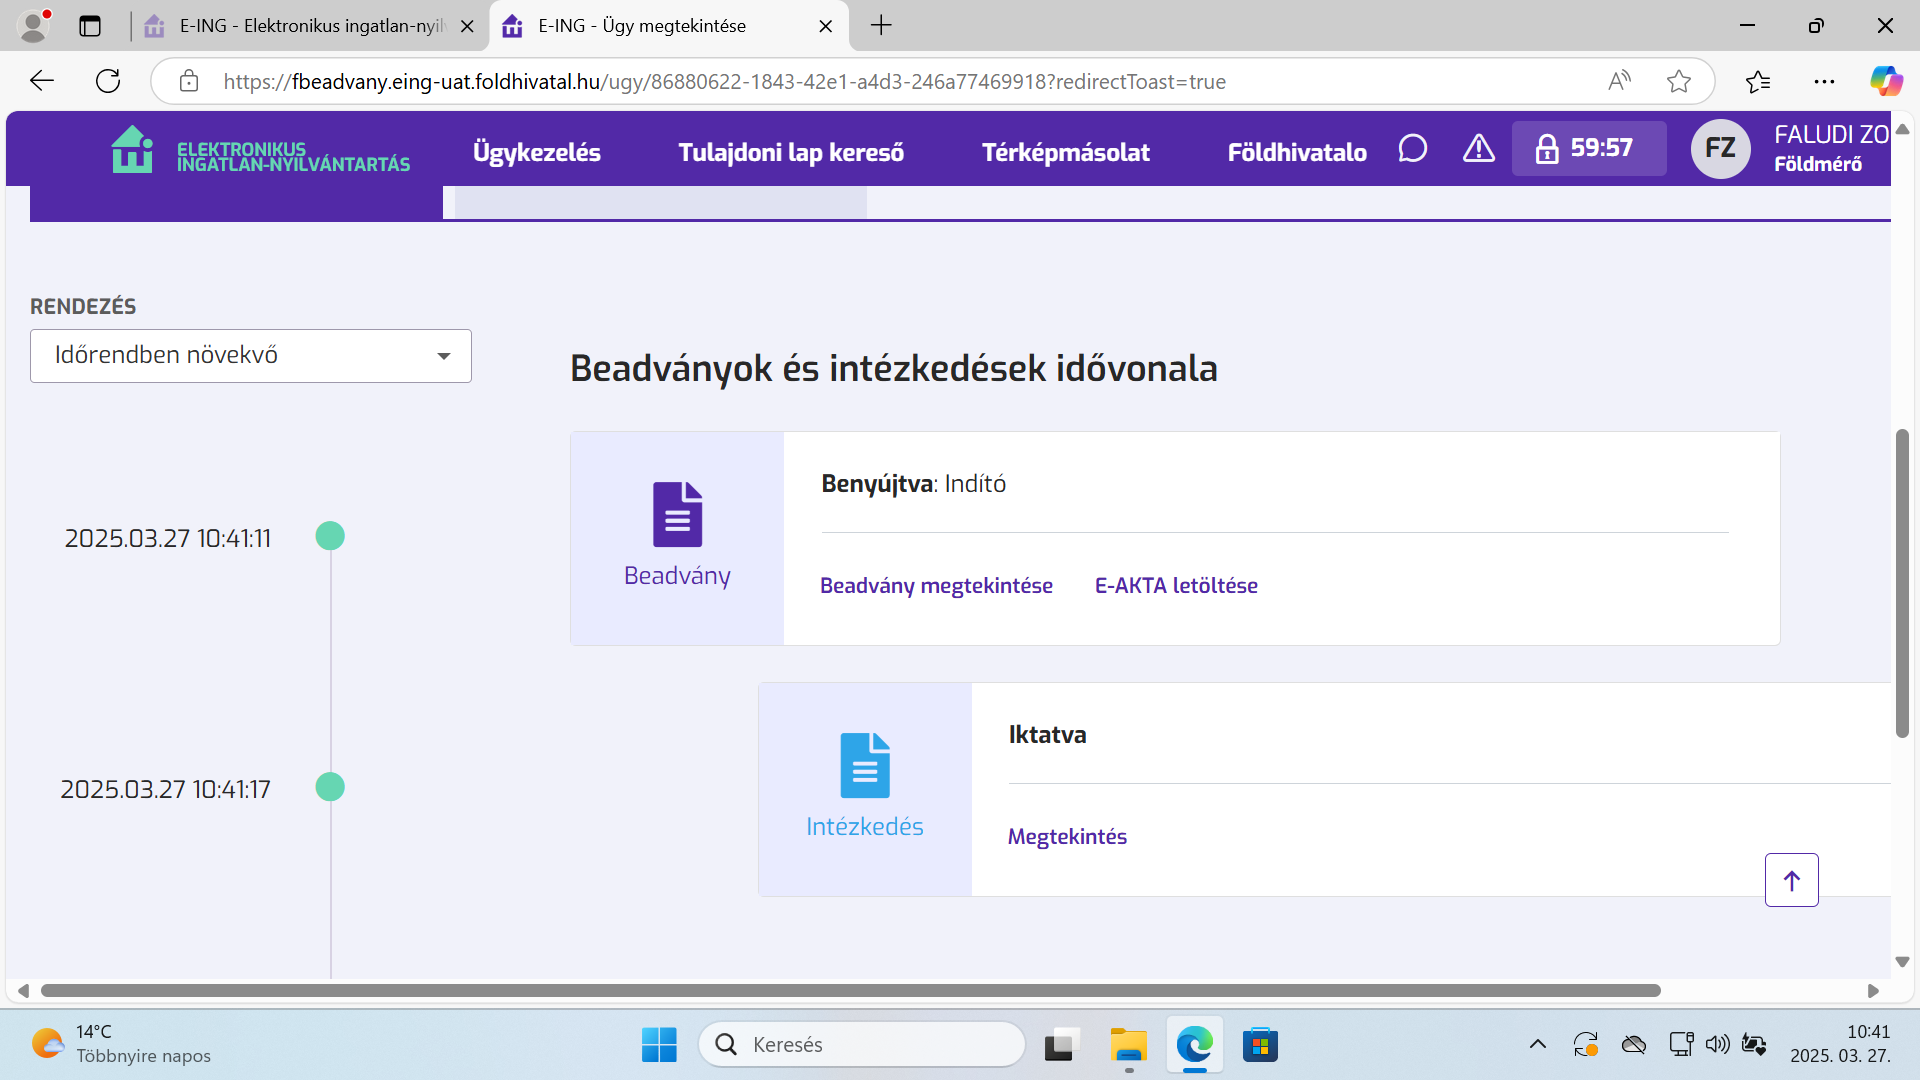 E-ING - Elektronikus ingatlan-nyil
E-ING - Ügy megtekintése
https://fbeadvany.eing-uat.foldhivatal.hu/ugy/86880622-1843-42e1-a4d3-246a77469918?redirectToast=true
ELEKTRONIKUS
INGATLAN-NYILVÁNTARTÁS
Ügykezelés
Tulajdoni lap kereső
Térképmásolat
Földhivatalo
59:57
FZ
FALUDI ZO
Földmérő
RENDEZÉS
Időrendben növekvő
Beadványok és intézkedések idővonala
2025.03.27 10:41:11
Beadvány
Benyújtva: Indító
Beadvány megtekintése
E-AKTA letöltése
2025.03.27 10:41:17
Intézkedés
Iktatva
Megtekintés
14°C
Többnyire napos
Keresés
10:41
2025. 03. 27.